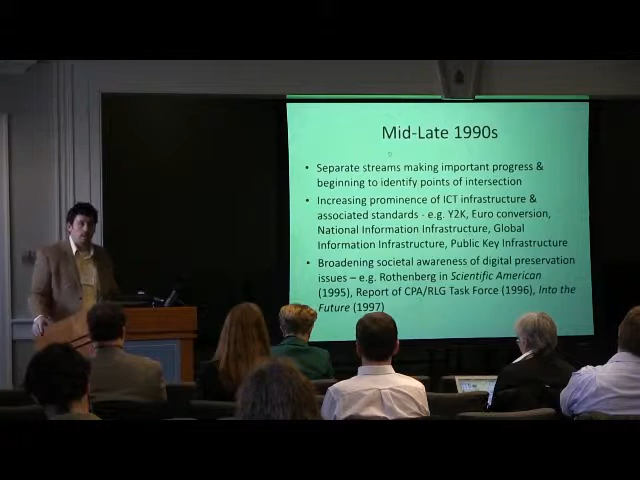 Mid-Late 1990s
• Separate streams making important progress &
beginning to identify points of intersection
• Increasing prominence of ICT infrastructure &
associated standards - e.g. Y2K, Euro conversion,
National Information Infrastructure, Global
Information Infrastructure, Public Key Infrastructure
• Broadening societal awareness of digital preservation
issues – e.g. Rothenberg in Scientific American
(1995), Report of CPA/RLG Task Force (1996), Into the
Future (1997)